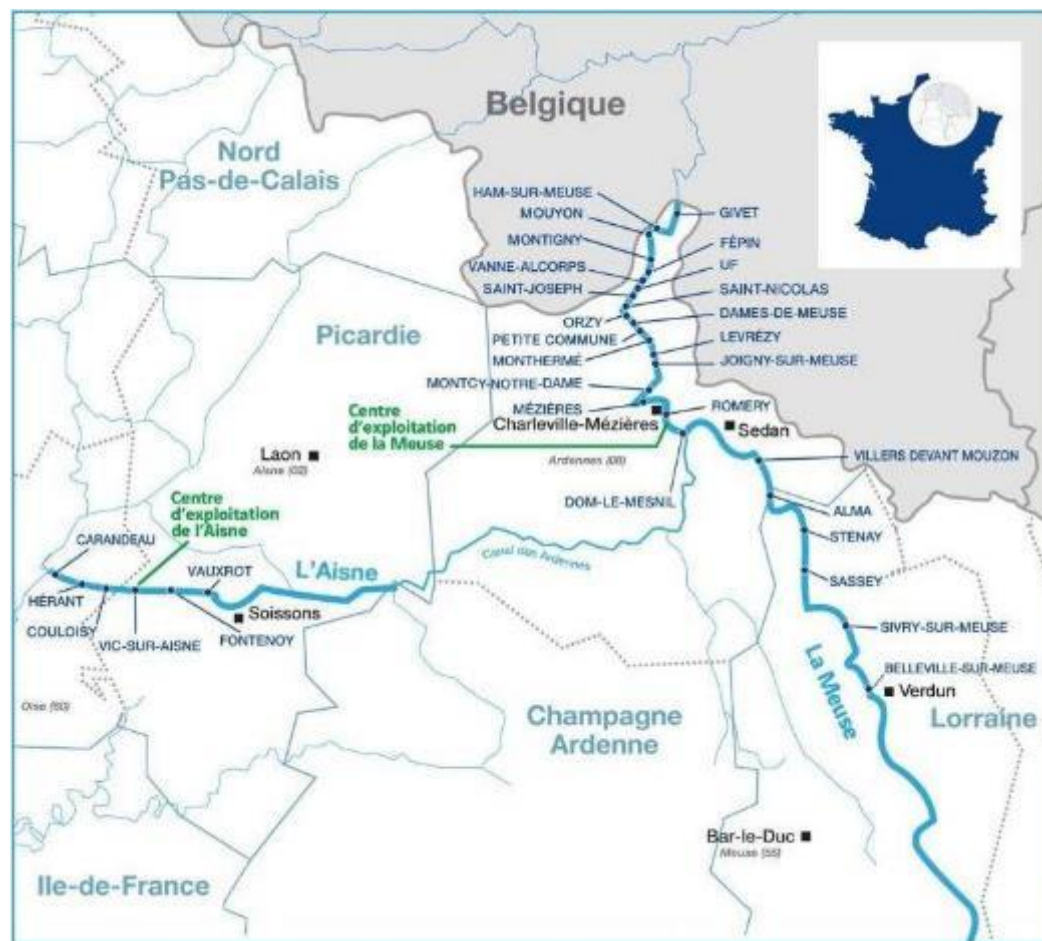 Belgique
Nord
Pas-de-Calais
HAM-SUR-MEUSE
GIVET
MOUYON
MONTIGNY
FÉPIN
VANNE-ALCORPS
UF
SAINT-JOSEPH
SAINT-NICOLAS
ORZY
DAMES-DE-MEUSE
Picardie
PETITE COMMUNE
LEVRÉZY
MONTHERMÉ
JOIGNY-SUR-MEUSE
MONTCY-NOTRE-DAME
MÉZIÈRES
ROMERY
Centre
d'exploitation
de la Meuse
Charleville-Mézières
Sedan
Laon
Aisne (02)
Ardennes (08)
VILLERS DEVANT MOUZON
Centre
d'exploitation
de l'Aisne
DOM-LE-MESNIL
ALMA
STENAY
CARANDEAU
Canal des Ardennes
VAUXROT
L'Aisne
SASSEY
HÉRANT
Soissons
COULOISY
VIC-SUR-AISNE
FONTENOY
SIVRY-SUR-MEUSE
La Meuse
BELLEVILLE-SUR-MEUSE
Verdun
Oise (60)
Champagne
Ardenne
Lorraine
Bar-le-Duc
Meuse (55)
Ile-de-France